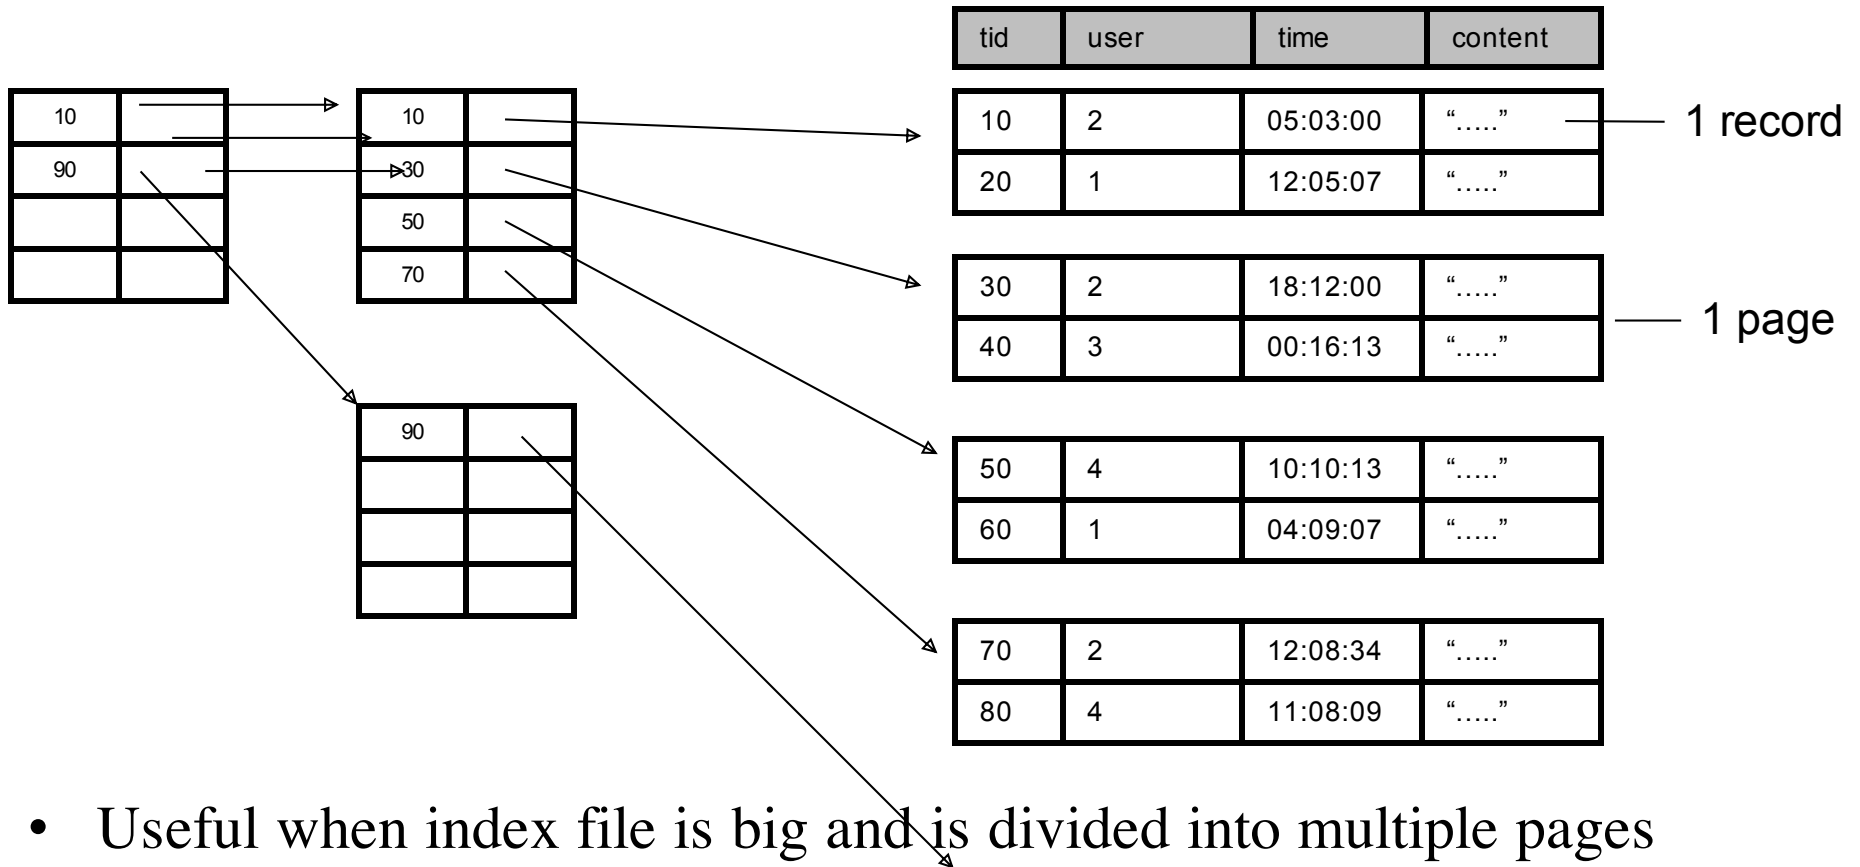 tid user time content
10
90
10
30
50
70
90
10 2 05:03:00 “.....”
20 1 12:05:07 “.....”
1 record
30 2 18:12:00 “.....”
40 3 00:16:13 “.....”
1 page
50 4 10:10:13 “.....”
60 1 04:09:07 “.....”
70 2 12:08:34 “.....”
80 4 11:08:09 “.....”
• Useful when index file is big and is divided into multiple pages